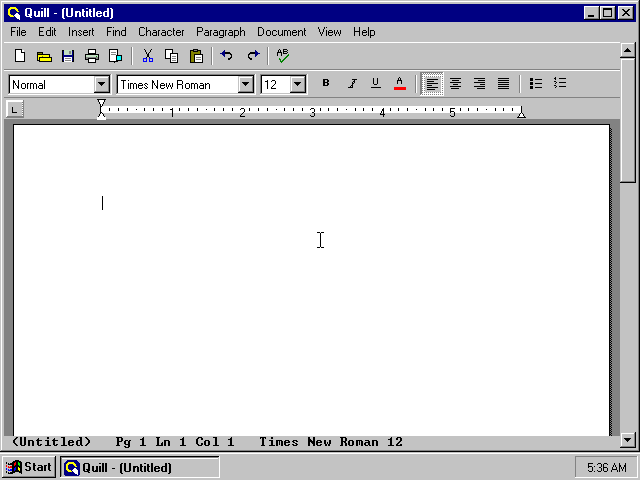 Quill - (Untitled)
File Edit Insert Find Character Paragraph Document View Help
ABC
Normal Times New Roman 12 B I U A
L 1 2 3 4 5
(Untitled) Pg 1 Ln 1 Col 1 Times New Roman 12
Start Quill - (Untitled) 5:36 AM